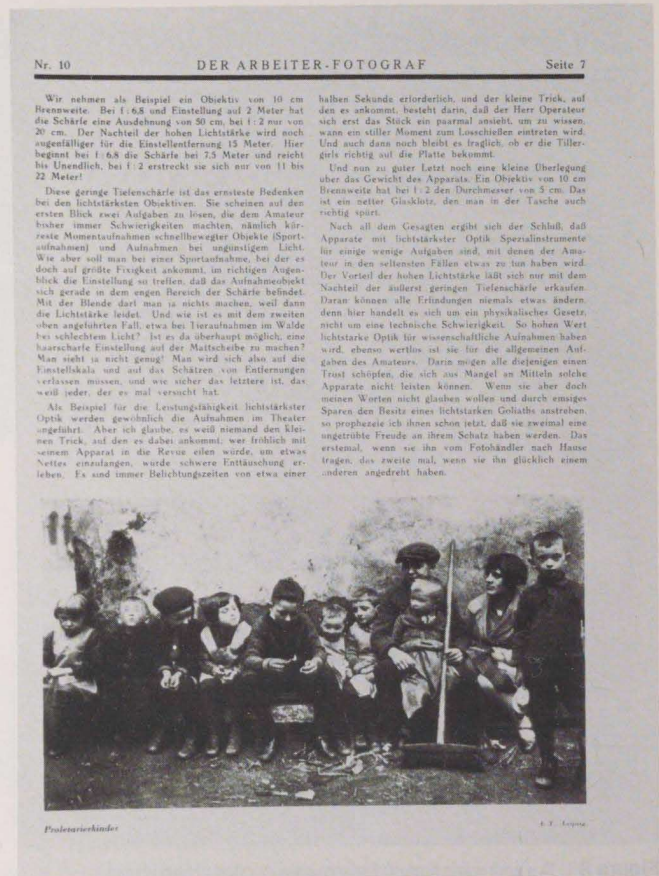 Nr. 10 DER ARBEITER-FOTOGRAF Seite 7
Wir nehmen als Beispiel ein Objektiv von 10 cm
Brennweite. Bei f : 6,8 und Einstellung auf 2 Meter hat
die Schärfe eine Ausdehnung von 50 cm, bei f : 2 nur von
20 cm. Der Nachteil der hohen Lichtstärke wird noch
augenfälliger für die Einstellentfernung 15 Meter. Hier
beginnt bei f : 6,8 die Schärfe bei 7,5 Meter und reicht
bis Unendlich, bei f : 2 erstreckt sie sich nur von 11 bis
22 Meter!
Diese geringe Tiefenschärfe ist das ernsteste Bedenken
bei den lichtstärksten Objektiven. Sie scheinen auf den
ersten Blick zwei Aufgaben zu lösen, die dem Amateur
bisher immer Schwierigkeiten machten, nämlich kür-
zeste Momentaufnahmen schnellbewegter Objekte (Sport-
aufnahmen) und Aufnahmen bei ungünstigem Licht.
Wie aber soll man bei einer Sportaufnahme, bei der es
doch auf größte Fixigkeit ankommt, im richtigen Augen-
blick die Einstellung so treffen, daß das Aufnahmeobjekt
sich gerade in dem engen Bereich der Schärfe befindet.
Mit der Blende darf man ja nichts machen, weil dann
die Lichtstärke leidet. Und wie ist es mit dem zweiten
oben angeführten Fall, etwa bei Tieraufnahmen im Walde
bei schlechtem Licht? Ist es da überhaupt möglich, eine
haarscharfe Einstellung auf der Mattscheibe zu machen?
Man sieht ja nicht genug! Man wird sich also auf die
Einstellskala und auf das Schätzen von Entfernungen
verlassen müssen, und wie sicher das letztere ist, das
weiß jeder, der es mal versucht hat.
Als Beispiel für die Leistungsfähigkeit lichtstärkster
Optik werden gewöhnlich die Aufnahmen im Theater
angeführt. Aber ich glaube, es weiß niemand den klei-
nen Trick, auf den es dabei ankommt, wer fröhlich mit
seinem Apparat in die Revue eilen würde, um etwas
Nettes einzufangen, würde schwere Enttäuschung er-
leben. Es sind immer Belichtungszeiten von etwa einer
halben Sekunde erforderlich, und der kleine Trick, auf
den es ankommt, besteht darin, daß der Herr Operateur
sich erst das Stück ein paarmal ansieht, um zu wissen,
wann ein stiller Moment zum Losschießen eintreten wird.
Und auch dann noch bleibt es fraglich, ob er die Tiller-
girls richtig auf die Platte bekommt.
Und nun zu guter Letzt noch eine kleine Überlegung
über das Gewicht des Apparats. Ein Objektiv von 10 cm
Brennweite hat bei f : 2 den Durchmesser von 5 cm. Das
ist ein netter Glasklotz, den man in der Tasche auch
richtig spürt.
Nach all dem Gesagten ergibt sich der Schluß, daß
Apparate mit lichtstärkster Optik Spezialinstrumente
für einige wenige Aufgaben sind, mit denen der Ama-
teur in den seltensten Fällen etwas zu tun haben wird.
Der Vorteil der hohen Lichtstärke läßt sich nur mit dem
Nachteil der äußerst geringen Tiefenschärfe erkaufen.
Daran können alle Erfindungen niemals etwas ändern,
denn hier handelt es sich um ein physikalisches Gesetz,
nicht um eine technische Schwierigkeit. So hohen Wert
lichtstarke Optik für wissenschaftliche Aufnahmen haben
wird, ebenso wertlos ist sie für die allgemeinen Auf-
gaben des Amateurs. Darin mögen alle diejenigen einen
Trost schöpfen, die sich aus Mangel an Mitteln solche
Apparate nicht leisten können. Wenn sie aber doch
meinen Worten nicht glauben wollen und durch emsiges
Sparen den Besitz eines lichtstarken Goliaths anstreben,
so prophezeie ich ihnen schon jetzt, daß sie zweimal eine
ungetrübte Freude an ihrem Schatz haben werden. Das
erstemal, wenn sie ihn vom Fotohändler nach Hause
tragen, das zweite mal, wenn sie ihn glücklich einem
anderen angedreht haben.
Proletarierkinder
Leipzig